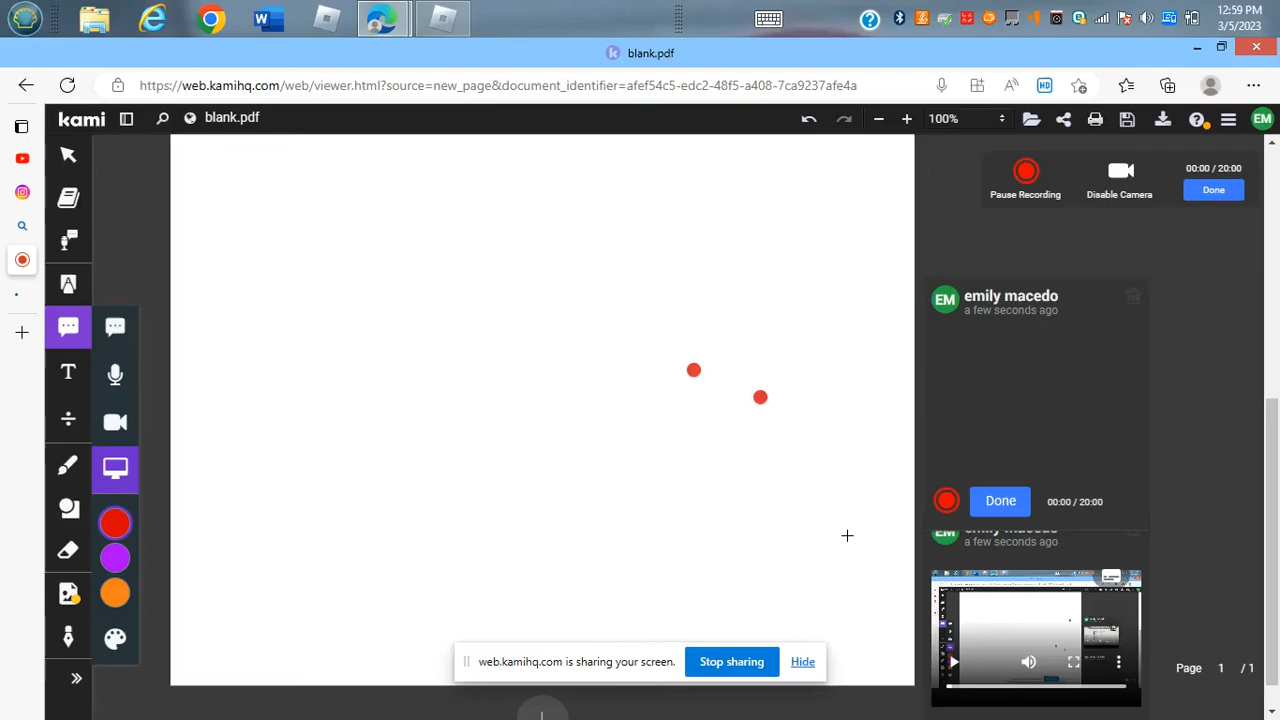 12:59 PM
3/5/2023
blank.pdf
https://web.kamihq.com/web/viewer.html?source=new_page&document_identifier=afef54c5-edc2-48f5-a408-7ca9237afe4a
kami
blank.pdf
100%
EM
Pause Recording
Disable Camera
00:00 / 20:00
Done
EM
emily macedo
a few seconds ago
Done
00:00 / 20:00
EM
emily macedo
a few seconds ago
T
web.kamihq.com is sharing your screen.
Stop sharing
Hide
Page 1 / 1